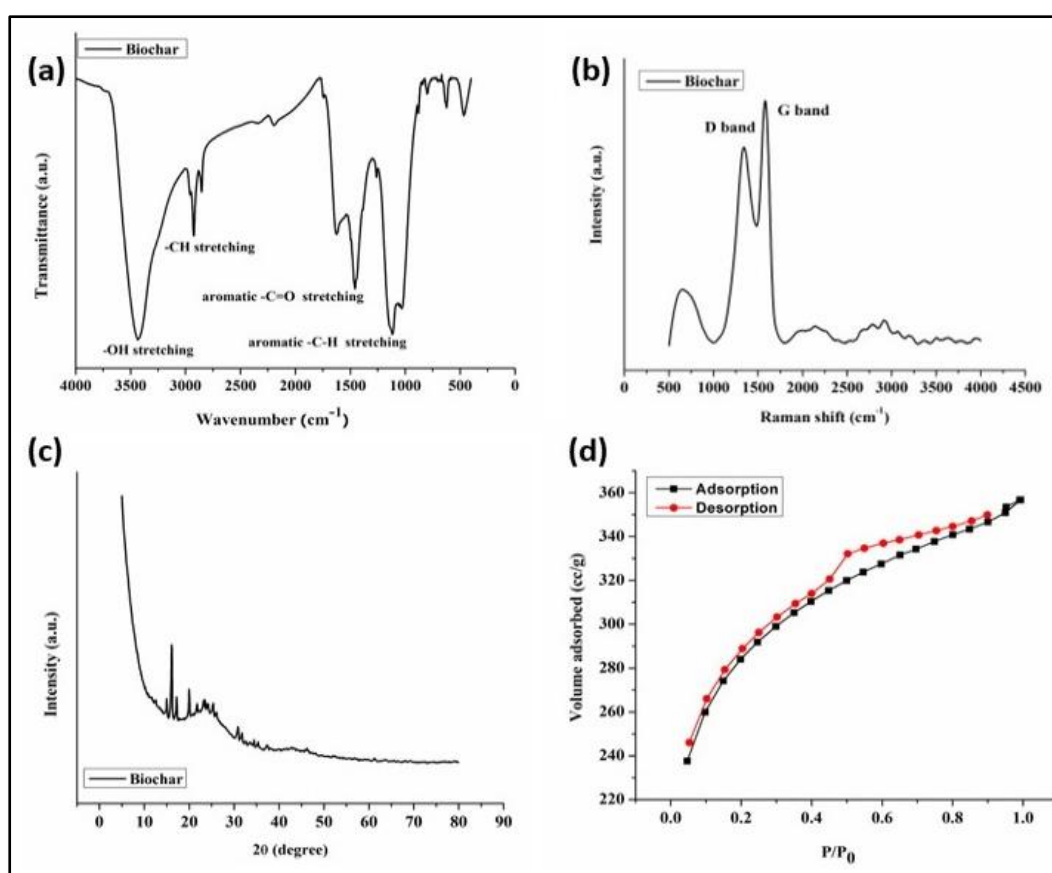 (a)
Biochar
Transmittance (a.u.)
-CH stretching
aromatic -C=O stretching
-OH stretching
aromatic -C-H stretching
4000 3500 3000 2500 2000 1500 1000 500 0
Wavenumber (cm⁻¹)
(b)
Biochar
G band
D band
Intensity (a.u.)
0 500 1000 1500 2000 2500 3000 3500 4000 4500
Raman shift (cm⁻¹)
(c)
Intensity (a.u.)
Biochar
0 10 20 30 40 50 60 70 80 90
2θ (degree)
(d)
Adsorption
Desorption
Volume adsorbed (cc/g)
360
340
320
300
280
260
240
220
0.0 0.2 0.4 0.6 0.8 1.0
P/P₀